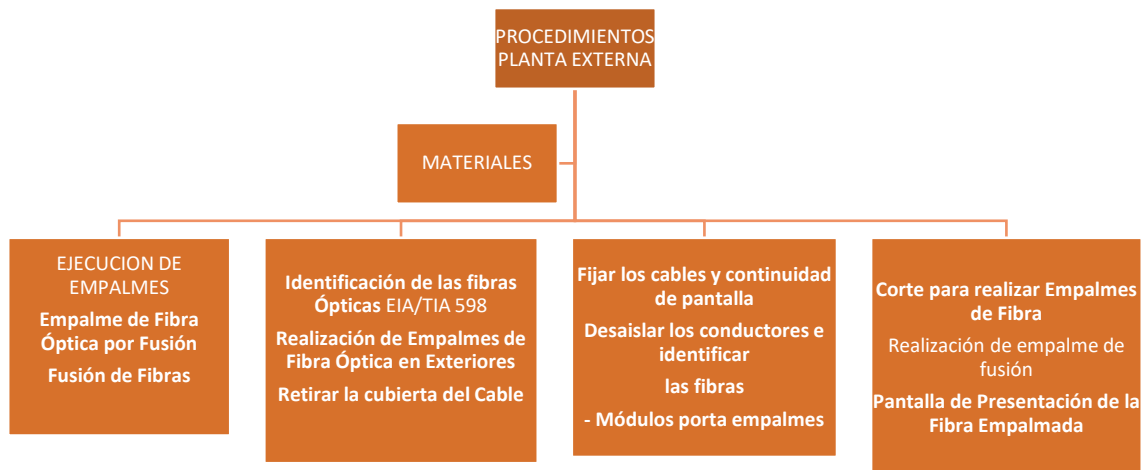 PROCEDIMIENTOS
PLANTA EXTERNA
MATERIALES
EJECUCION DE
EMPALMES
Empalme de Fibra
Óptica por Fusión
Fusión de Fibras
Identificación de las fibras
Ópticas EIA/TIA 598
Realización de Empalmes de
Fibra Óptica en Exteriores
Retirar la cubierta del Cable
Fijar los cables y continuidad
de pantalla
Desaislar los conductores e
identificar
las fibras
- Módulos porta empalmes
Corte para realizar Empalmes
de Fibra
Realización de empalme de
fusión
Pantalla de Presentación de la
Fibra Empalmada